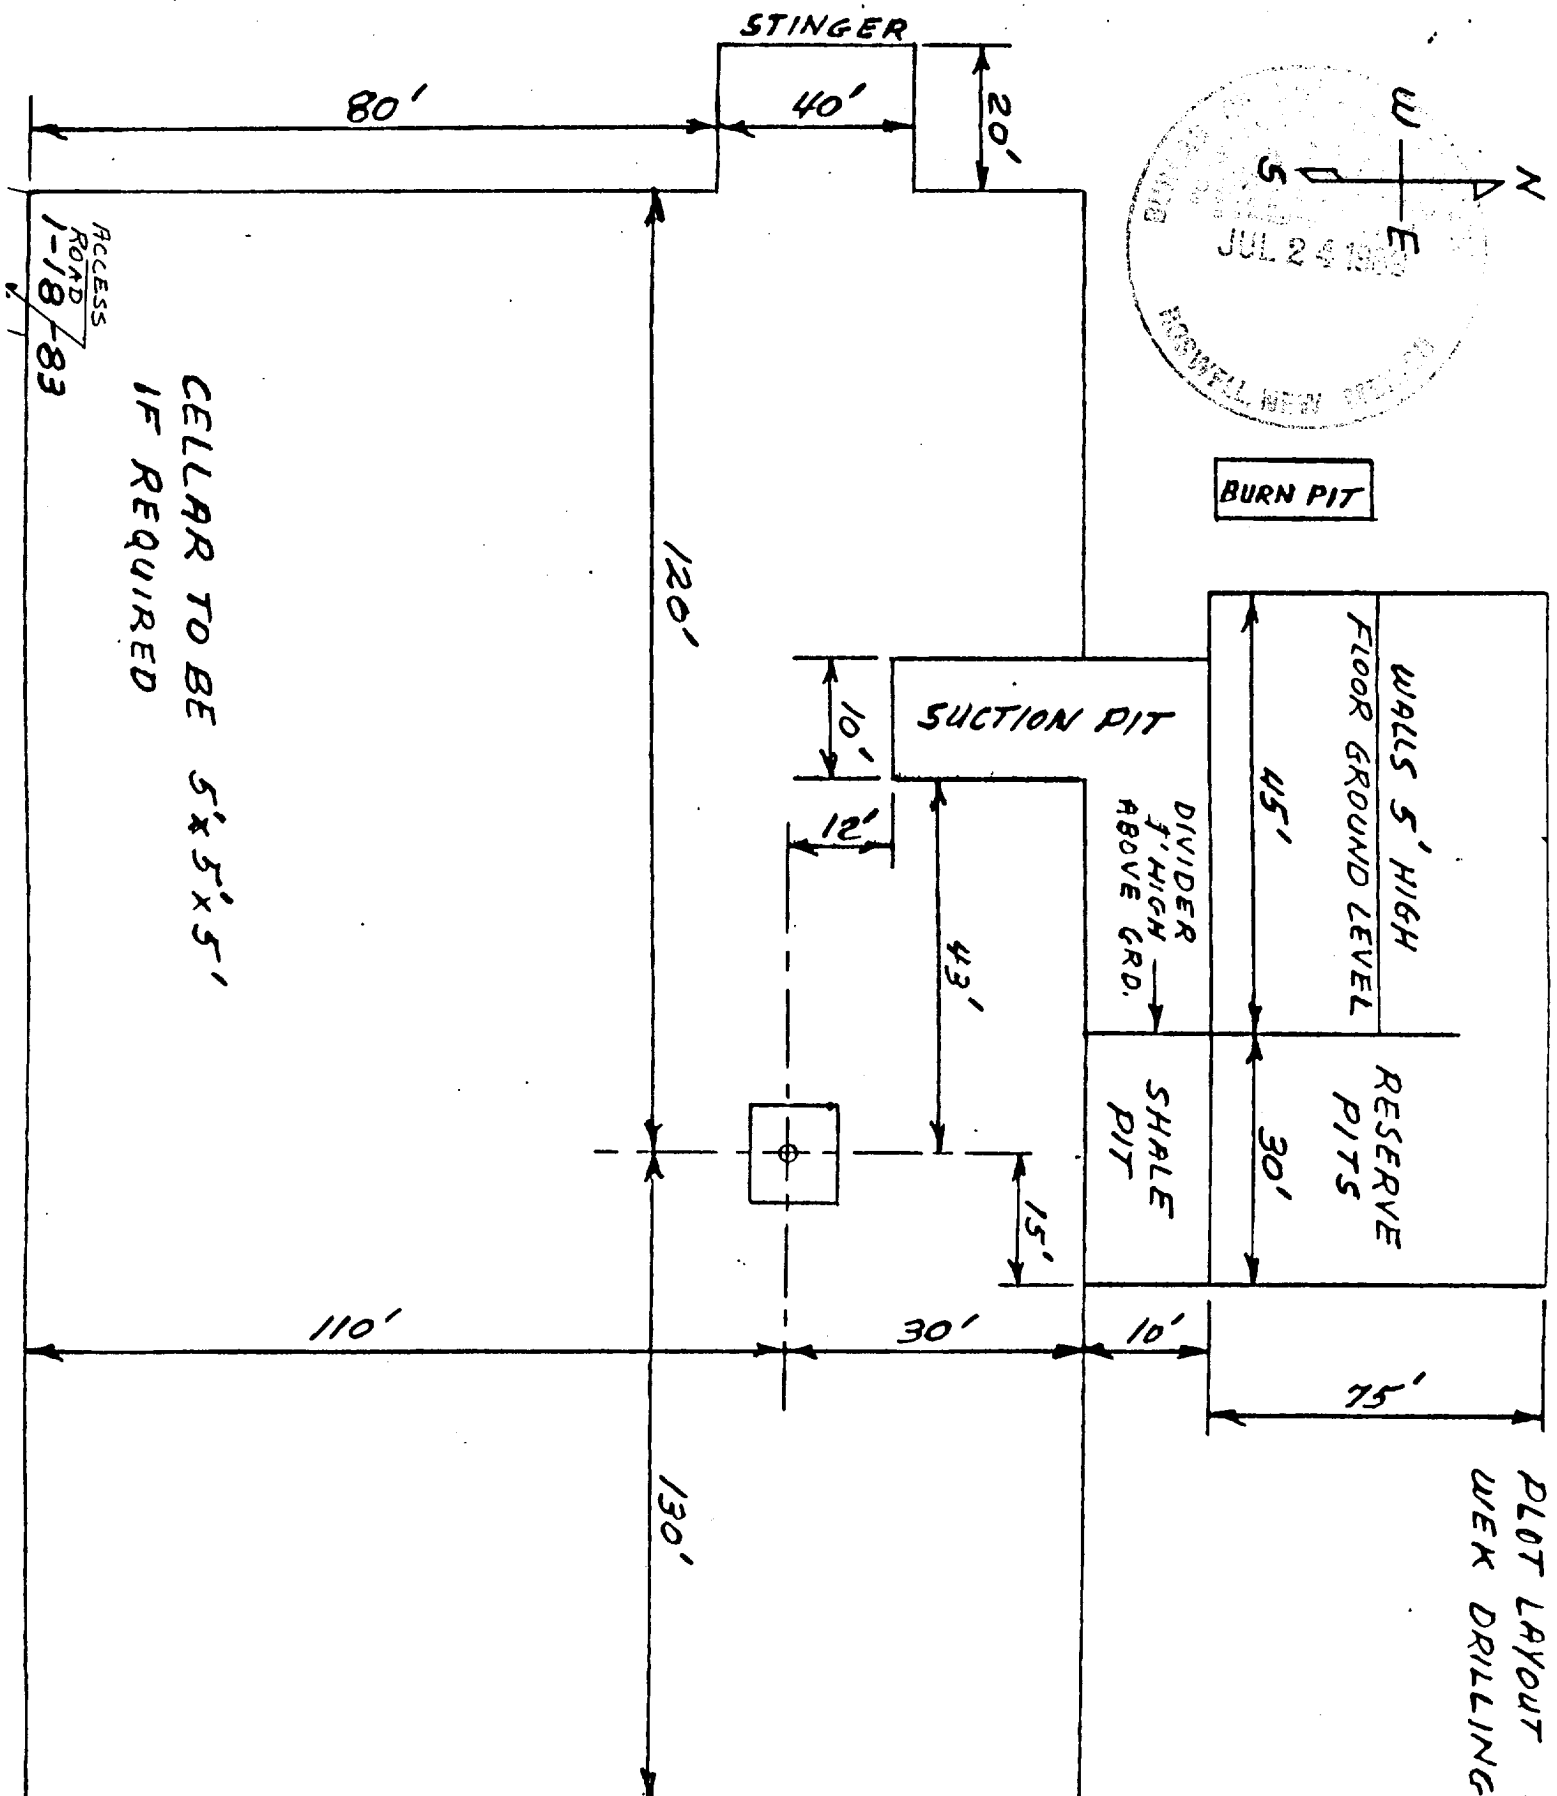 PLOT LAYOUT
WEK DRILLING
N
W
E
S
JUL 24
ROSWELL, NEW MEXICO
BURN PIT
STINGER
20'
40'
80'
WALLS 5' HIGH
FLOOR GROUND LEVEL
RESERVE
PITS
45'
30'
75'
SUCTION PIT
DIVIDER
1' HIGH
ABOVE GRD.
SHALE
PIT
10'
12'
43'
15'
10'
30'
110'
120'
130'
CELLAR TO BE 5'x5'x5'
IF REQUIRED
ACCESS
ROAD
1-18-83